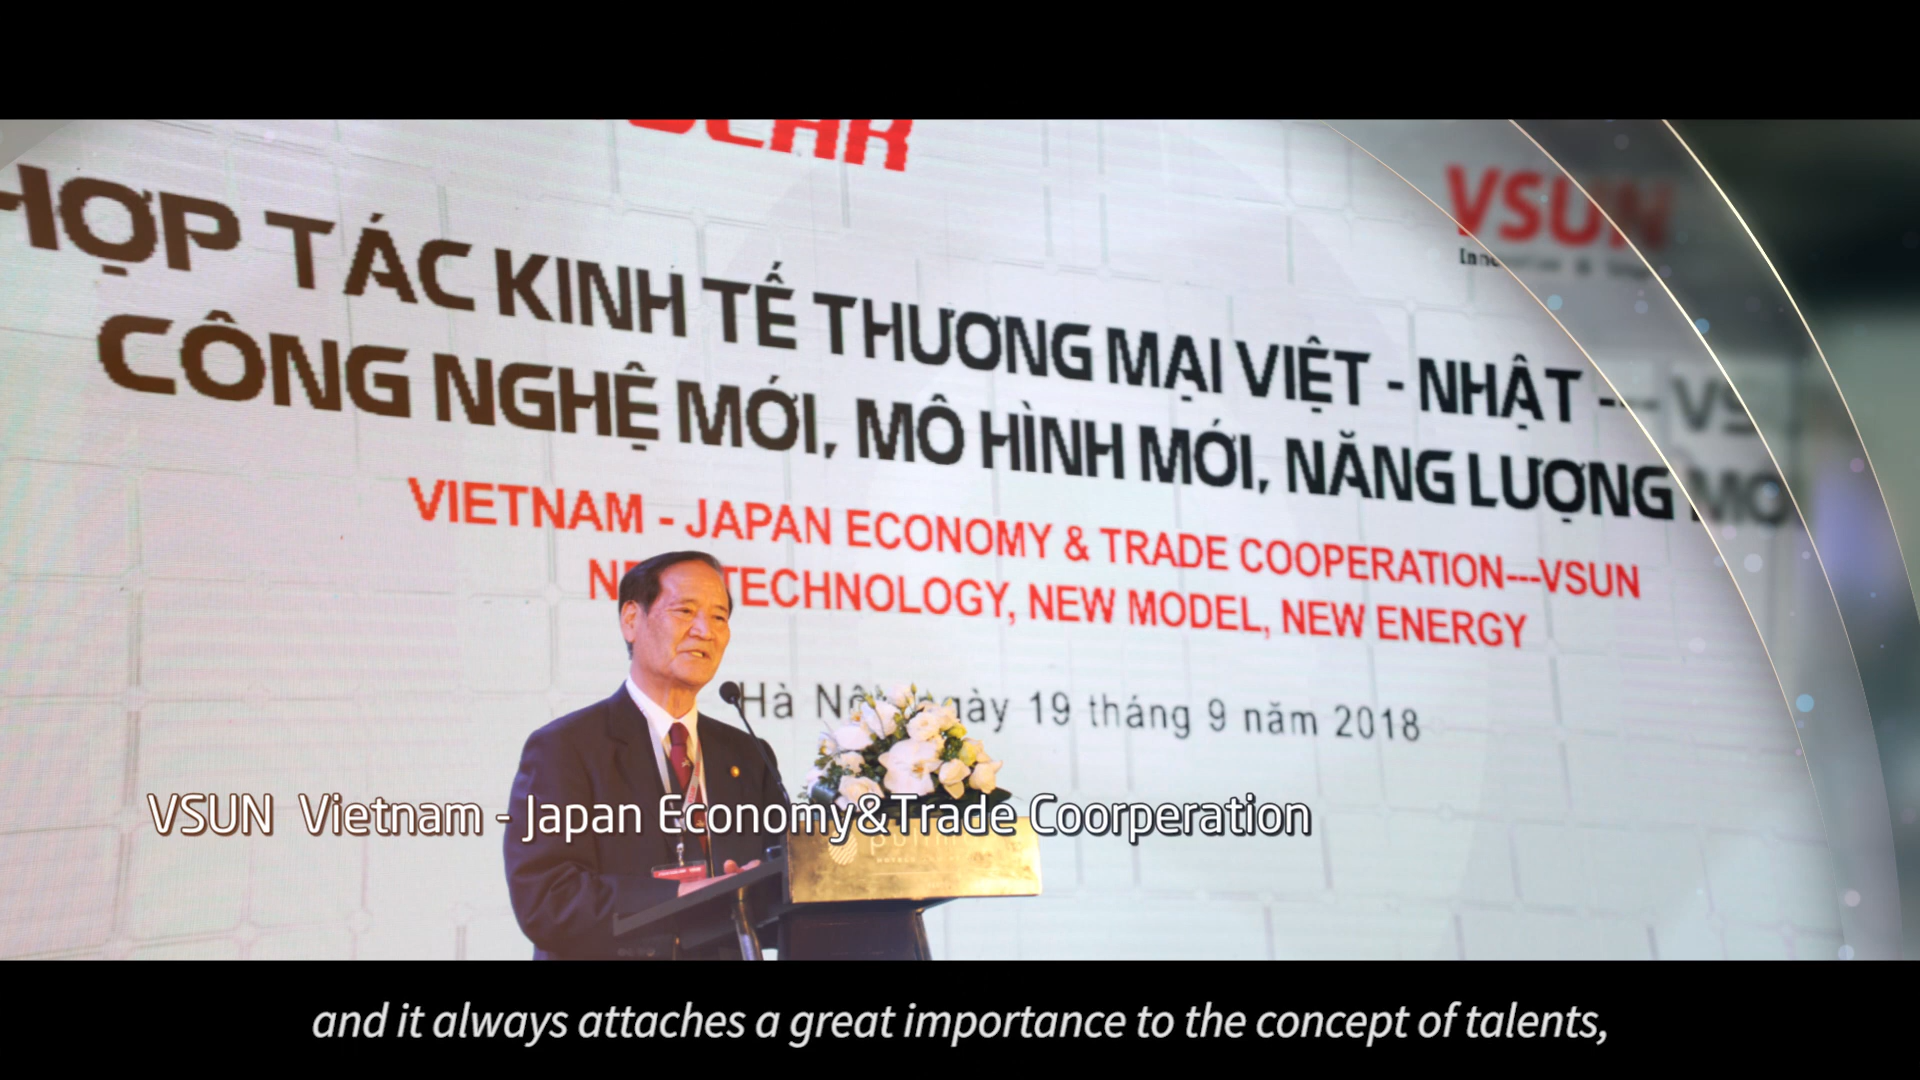 VSUN
HỢP TÁC KINH TẾ THƯƠNG MẠI VIỆT - NHẬT --- VS
CÔNG NGHỆ MỚI, MÔ HÌNH MỚI, NĂNG LƯỢNG MỚI
VIETNAM - JAPAN ECONOMY & TRADE COOPERATION---VSUN
TECHNOLOGY, NEW MODEL, NEW ENERGY
Hà Nội, ngày 19 tháng 9 năm 2018
VSUN Vietnam - Japan Economy&Trade Coorperation
and it always attaches a great importance to the concept of talents,